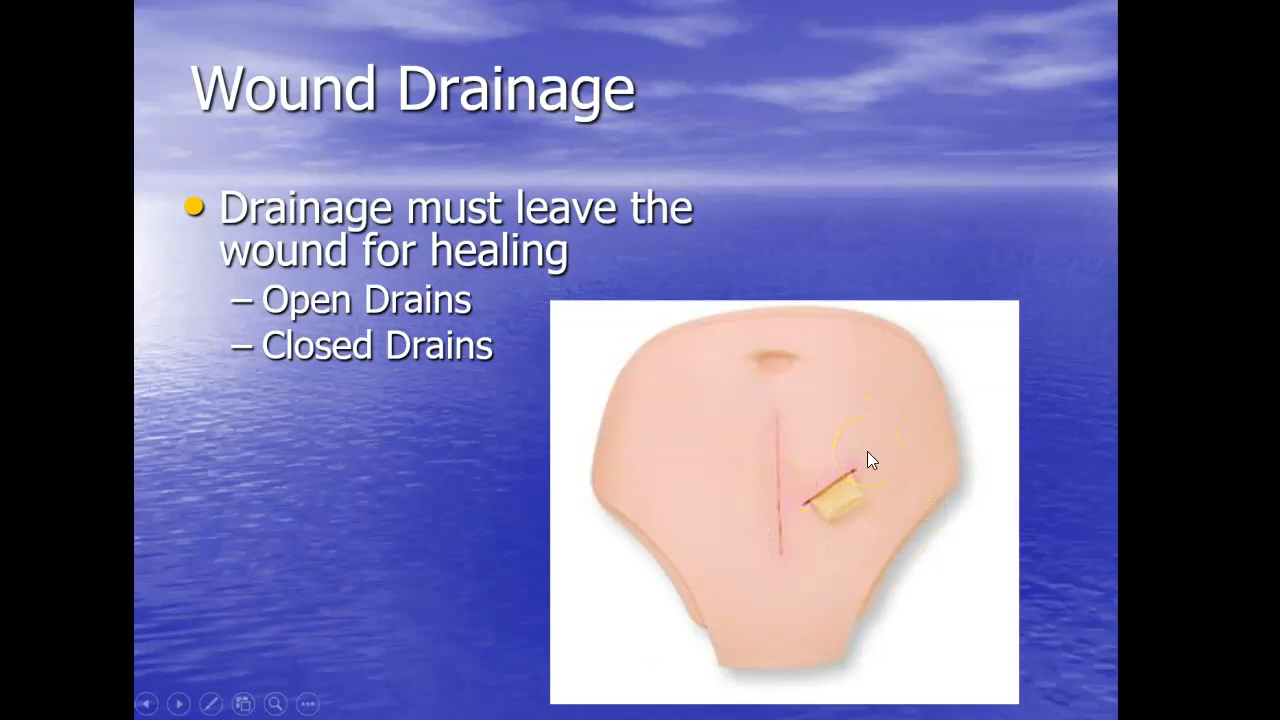 Wound Drainage
Drainage must leave the
wound for healing
– Open Drains
– Closed Drains